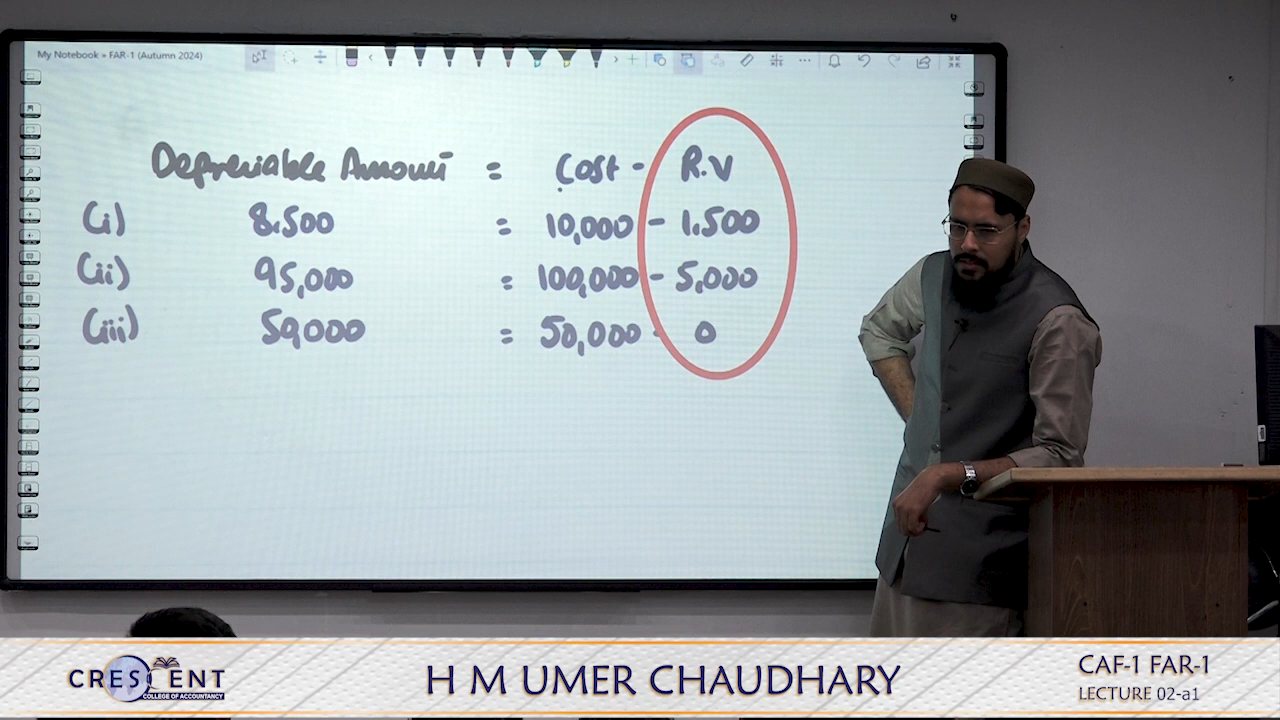 My Notebook » FAR-1 (Autumn 2024)
Depreciable Amount = Cost - R.V
(i) 8,500 = 10,000 - 1,500
(ii) 95,000 = 100,000 - 5,000
(iii) 50,000 = 50,000 - 0
CRESCENT
COLLEGE OF ACCOUNTANCY
H M UMER CHAUDHARY
CAF-1 FAR-1
LECTURE 02-a1